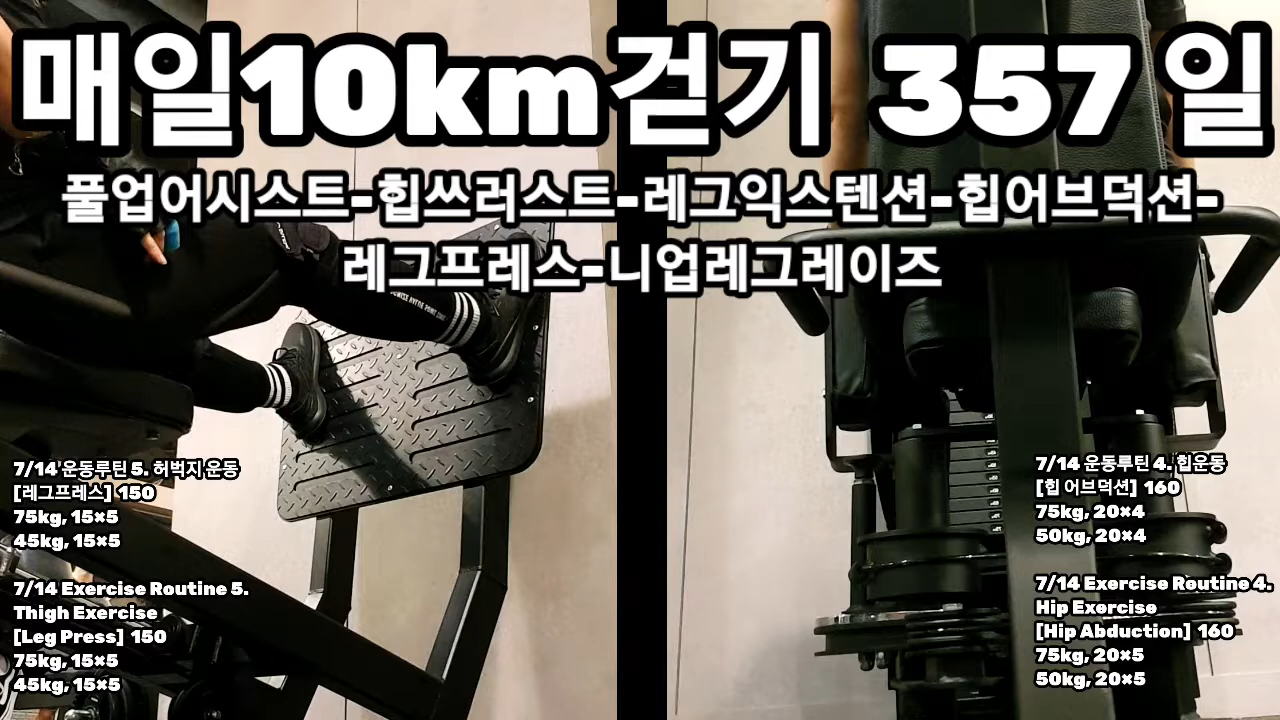 매일10km걷기 357일
풀업어시스트-힙쓰러스트-레그익스텐션-힙어브덕션-
레그프레스-니업레그레이즈
7/14 운동루틴 5. 허벅지 운동
[레그프레스] 150
75kg, 15×5
45kg, 15×5
7/14 Exercise Routine 5.
Thigh Exercise
[Leg Press] 150
75kg, 15×5
45kg, 15×5
7/14 운동루틴 4. 힙운동
[힙 어브덕션] 160
75kg, 20×4
50kg, 20×4
7/14 Exercise Routine 4.
Hip Exercise
[Hip Abduction] 160
75kg, 20×5
50kg, 20×5